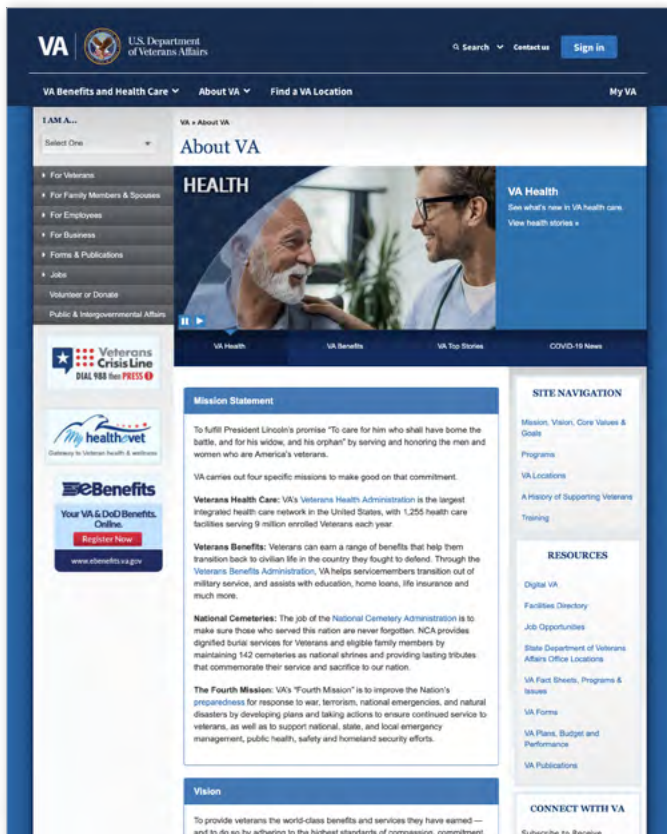 VA
U.S. Department
of Veterans Affairs
Search
Contact us
Sign in
VA Benefits and Health Care
About VA
Find a VA Location
My VA
I AM A...
Select One
For Veterans
For Family Members & Spouses
For Employees
For Business
Forms & Publications
Jobs
Volunteer or Donate
Public & Intergovernmental Affairs
Veterans
Crisis Line
DIAL 988 then PRESS 1
My healthevet
Gateway to Veteran health & wellness
eBenefits
Your VA & DoD Benefits.
Online.
Register Now
www.ebenefits.va.gov
VA » About VA
About VA
HEALTH
VA Health
See what's new in VA health care.
View health stories »
VA Health
VA Benefits
VA Top Stories
COVID-19 News
Mission Statement
To fulfill President Lincoln's promise "To care for him who shall have borne the
battle, and for his widow, and his orphan" by serving and honoring the men and
women who are America's veterans.
VA carries out four specific missions to make good on that commitment.
Veterans Health Care: VA's Veterans Health Administration is the largest
integrated health care network in the United States, with 1,255 health care
facilities serving 9 million enrolled Veterans each year.
Veterans Benefits: Veterans can earn a range of benefits that help them
transition back to civilian life in the country they fought to defend. Through the
Veterans Benefits Administration, VA helps servicemembers transition out of
military service, and assists with education, home loans, life insurance and
much more.
National Cemeteries: The job of the National Cemetery Administration is to
make sure those who served this nation are never forgotten. NCA provides
dignified burial services for Veterans and eligible family members by
maintaining 142 cemeteries as national shrines and providing lasting tributes
that commemorate their service and sacrifice to our nation.
The Fourth Mission: VA's "Fourth Mission" is to improve the Nation's
preparedness for response to war, terrorism, national emergencies, and natural
disasters by developing plans and taking actions to ensure continued service to
veterans, as well as to support national, state, and local emergency
management, public health, safety and homeland security efforts.
Vision
To provide veterans the world-class benefits and services they have earned —
and to do so by adhering to the highest standards of compassion, commitment,
SITE NAVIGATION
Mission, Vision, Core Values &
Goals
Programs
VA Locations
A History of Supporting Veterans
Training
RESOURCES
Digital VA
Facilities Directory
Job Opportunities
State Department of Veterans
Affairs Office Locations
VA Fact Sheets, Programs &
Issues
VA Forms
VA Plans, Budget and
Performance
VA Publications
CONNECT WITH VA
Subscribe to Receive